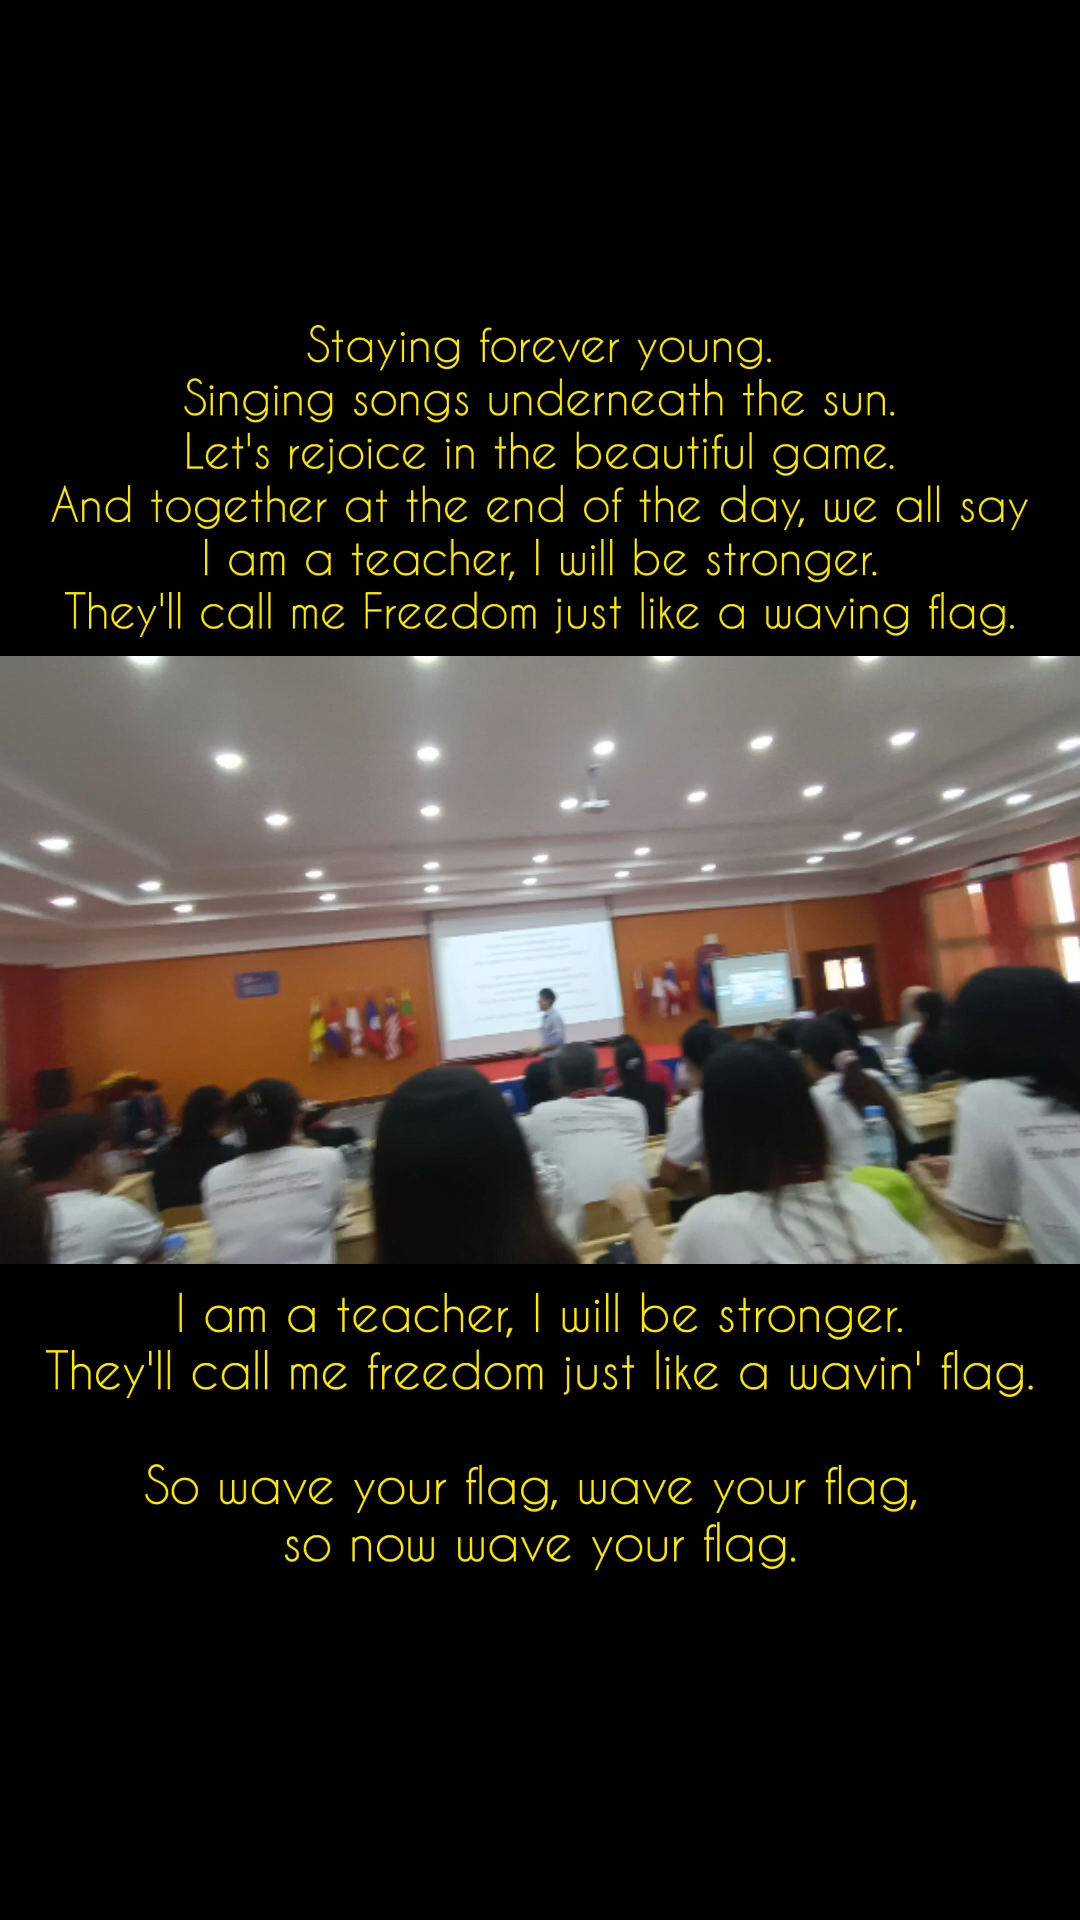 Staying forever young.
Singing songs underneath the sun.
Let's rejoice in the beautiful game.
And together at the end of the day, we all say
I am a teacher, I will be stronger.
They'll call me Freedom just like a waving flag.
I am a teacher, I will be stronger.
They'll call me freedom just like a wavin' flag.
So wave your flag, wave your flag,
so now wave your flag.